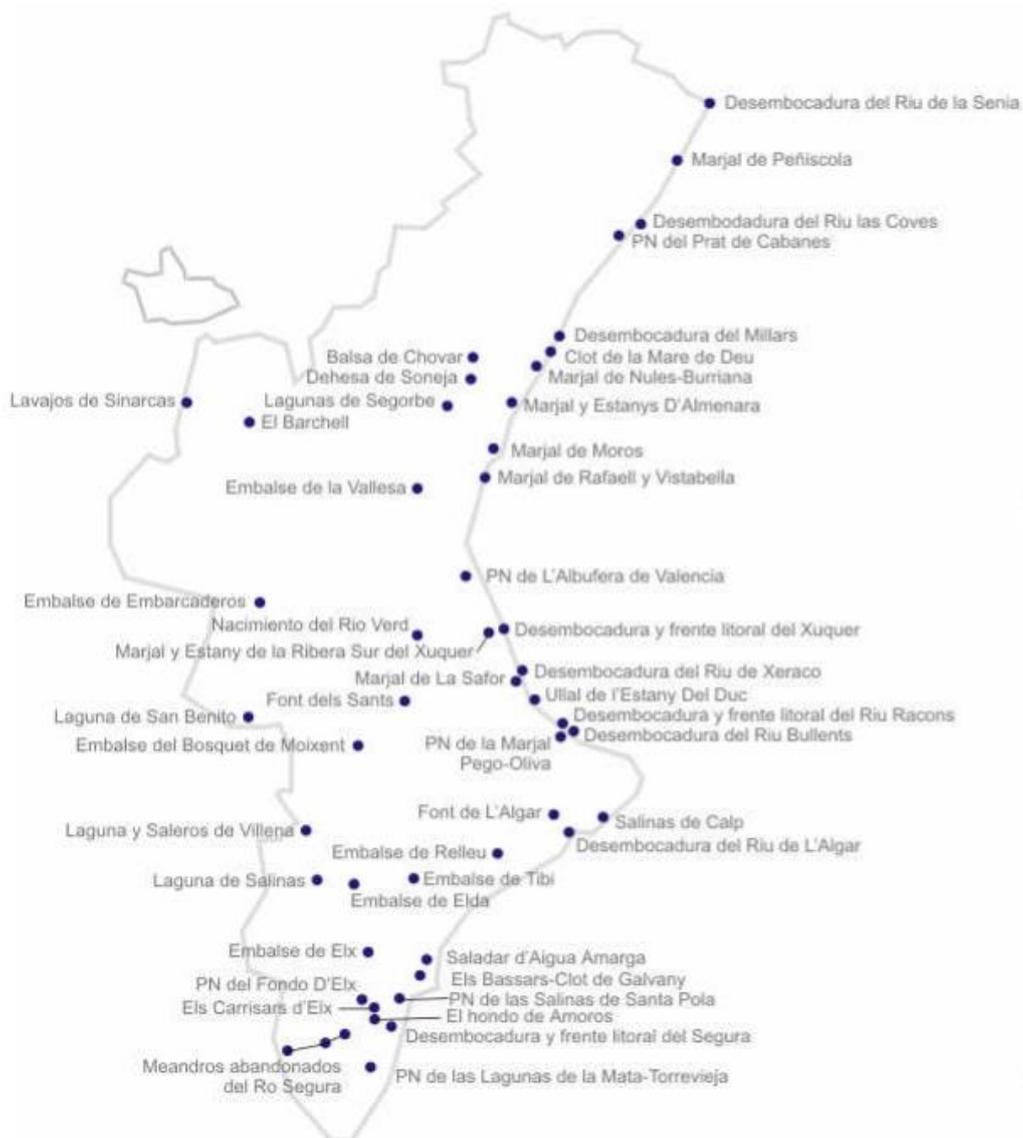 Desembocadura del Riu de la Senia
Marjal de Peñiscola
Desembodadura del Riu las Coves
PN del Prat de Cabanes
Desembocadura del Millars
Balsa de Chovar
Clot de la Mare de Deu
Dehesa de Soneja
Marjal de Nules-Burriana
Lavajos de Sinarcas
Lagunas de Segorbe
Marjal y Estanys D'Almenara
El Barchell
Marjal de Moros
Embalse de la Vallesa
Marjal de Rafaell y Vistabella
PN de L'Albufera de Valencia
Embalse de Embarcaderos
Nacimiento del Rio Verd
Desembocadura y frente litoral del Xuquer
Marjal y Estany de la Ribera Sur del Xuquer
Desembocadura del Riu de Xeraco
Marjal de La Safor
Font dels Sants
Ullal de l'Estany Del Duc
Laguna de San Benito
Desembocadura y frente litoral del Riu Racons
Desembocadura del Riu Bullents
Embalse del Bosquet de Moixent
PN de la Marjal
Pego-Oliva
Font de L'Algar
Salinas de Calp
Laguna y Saleros de Villena
Desembocadura del Riu de L'Algar
Embalse de Relleu
Laguna de Salinas
Embalse de Tibi
Embalse de Elda
Embalse de Elx
Saladar d'Aigua Amarga
Els Bassars-Clot de Galvany
PN del Fondo D'Elx
PN de las Salinas de Santa Pola
Els Carrisars d'Elx
El hondo de Amoros
Desembocadura y frente litoral del Segura
Meandros abandonados
del Ro Segura
PN de las Lagunas de la Mata-Torrevieja